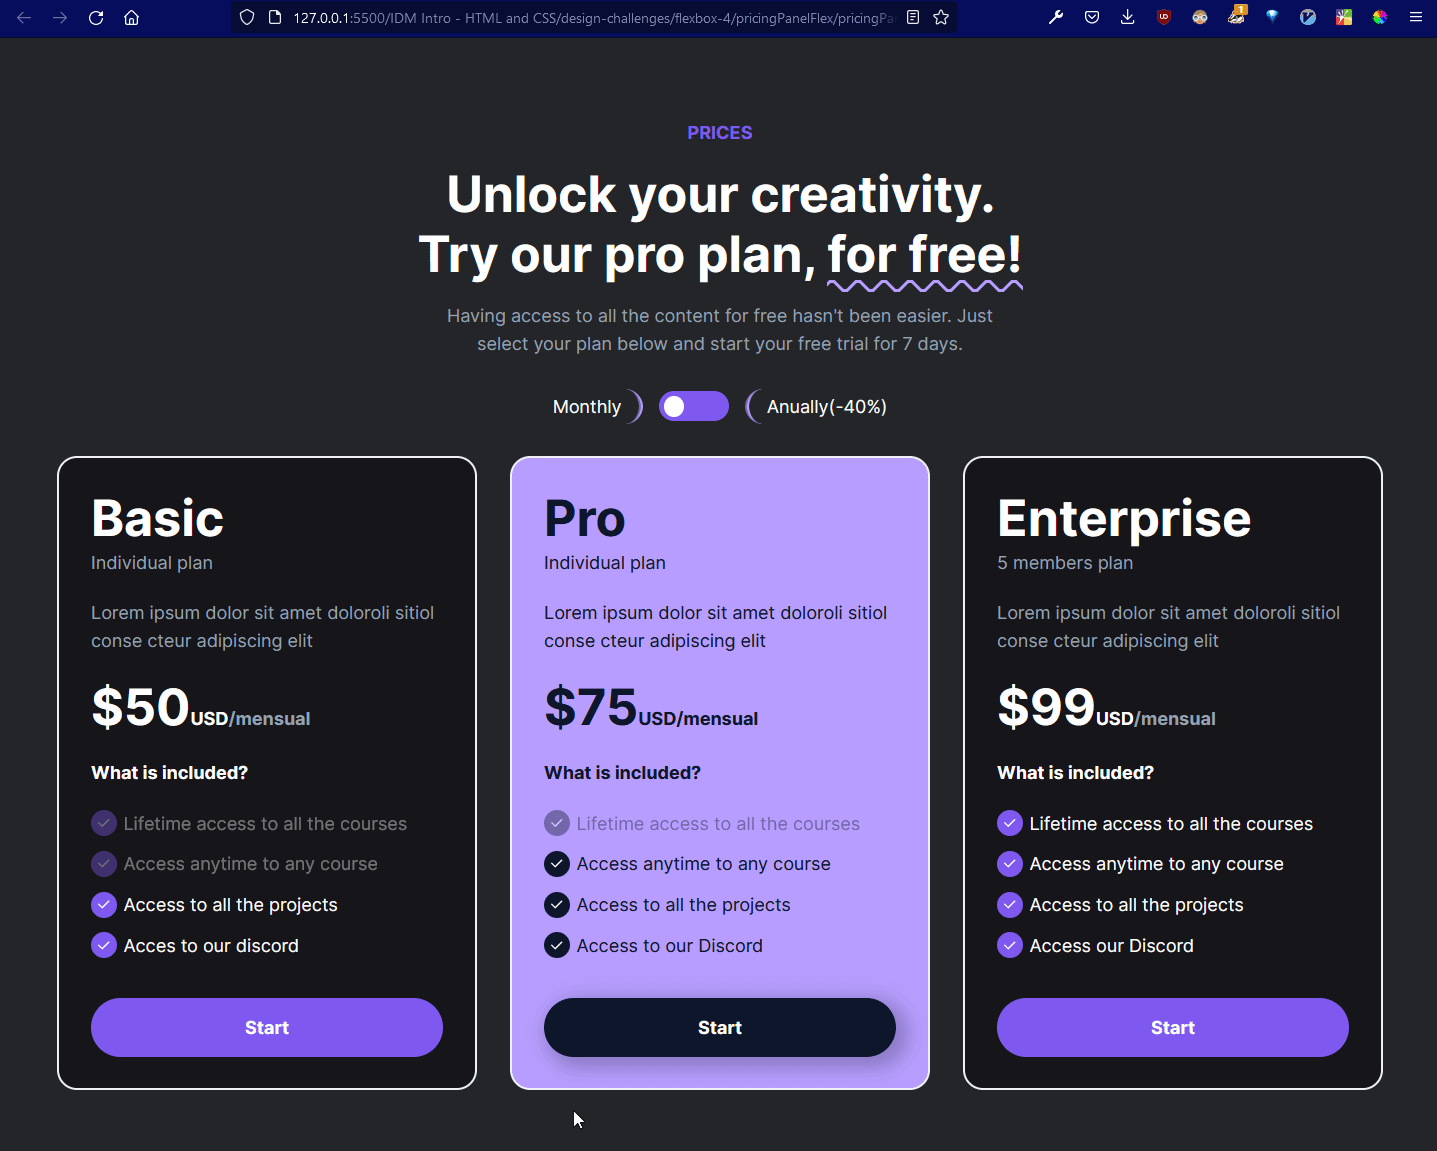 127.0.0.1:5500/IDM Intro - HTML and CSS/design-challenges/flexbox-4/pricingPanelFlex/pricingPa
1
PRICES
Unlock your creativity.
Try our pro plan, for free!
Having access to all the content for free hasn't been easier. Just
select your plan below and start your free trial for 7 days.
Monthly
Anually(-40%)
Basic
Individual plan
Lorem ipsum dolor sit amet doloroli sitiol
conse cteur adipiscing elit
$50USD/mensual
What is included?
Lifetime access to all the courses
Access anytime to any course
Access to all the projects
Acces to our discord
Start
Pro
Individual plan
Lorem ipsum dolor sit amet doloroli sitiol
conse cteur adipiscing elit
$75USD/mensual
What is included?
Lifetime access to all the courses
Access anytime to any course
Access to all the projects
Access to our Discord
Start
Enterprise
5 members plan
Lorem ipsum dolor sit amet doloroli sitiol
conse cteur adipiscing elit
$99USD/mensual
What is included?
Lifetime access to all the courses
Access anytime to any course
Access to all the projects
Access our Discord
Start